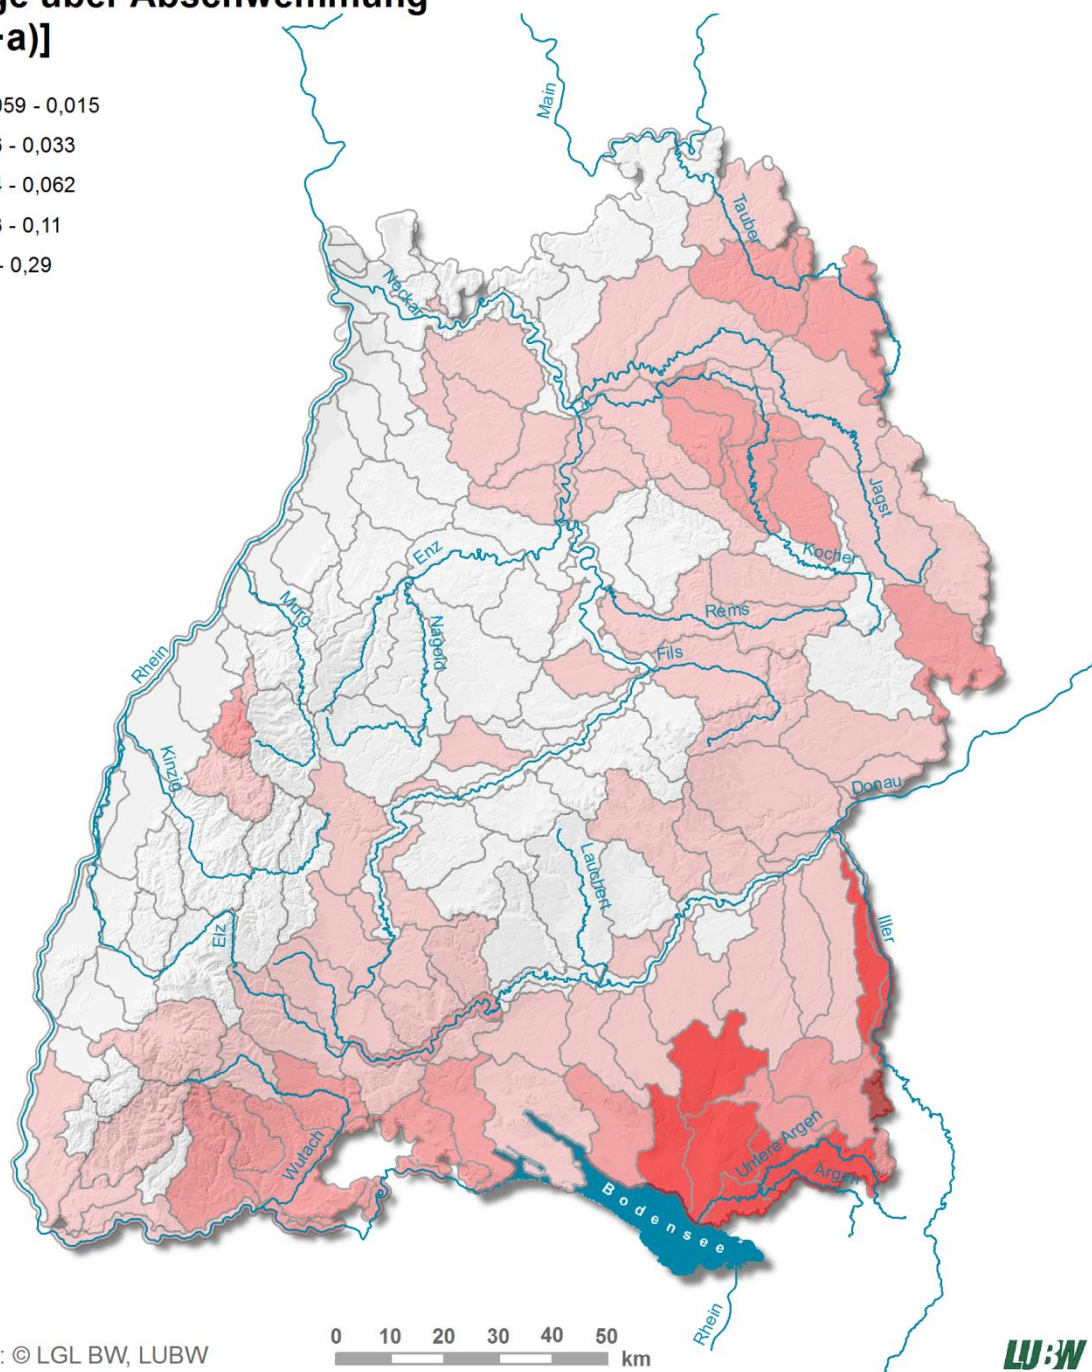 ge über Abschwemmung
·a)]
059 - 0,015
- 0,033
- 0,062
- 0,11
- 0,29
Main
Tauber
Neckar
Jagst
Kocher
Enz
Murg
Nagold
Rems
Fils
Rhein
Kinzig
Donau
Lauchert
Elz
Iller
Wutach
Untere Argen
Argen
Bodensee
Rhein
0 10 20 30 40 50
km
: © LGL BW, LUBW
LUBW